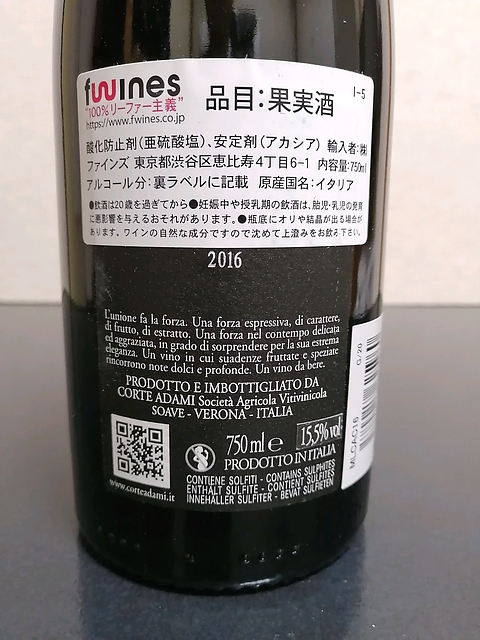 fwines
"100%リーファー主義"
https://www.fwines.co.jp
品目：果実酒
I-5
酸化防止剤(亜硫酸塩)、安定剤(アカシア) 輸入者:㈱
ファインズ 東京都渋谷区恵比寿4丁目6-1 内容量:750ml
アルコール分：裏ラベルに記載 原産国名：イタリア
●飲酒は20歳を過ぎてから●妊娠中や授乳期の飲酒は、胎児・乳児の発育
に悪影響を与えるおそれがあります。●瓶底にオリや結晶が出る場合が
あります。ワインの自然な成分ですので沈めて上澄みをお飲み下さい。
2016
L'unione fa la forza. Una forza espressiva, di carattere,
di frutto, di estratto. Una forza nel contempo delicata
ed aggraziata, in grado di sorprendere per la sua estrema
eleganza. Un vino in cui suadenze fruttate e speziate
rincorrono note dolci e profonde. Un vino da bere.
PRODOTTO E IMBOTTIGLIATO DA
CORTE ADAMI Società Agricola Vitivinicola
SOAVE - VERONA - ITALIA
750 ml ℮ 15,5% vol
PRODOTTO IN ITALIA
CONTIENE SOLFITI - CONTAINS SULPHITES
ENTHÄLT SULFITE - CONTIENT SULFITES
INNEHÅLLER SULFITER - BEVAT SULFIETEN
www.corteadami.it
G/20
MLCAC16